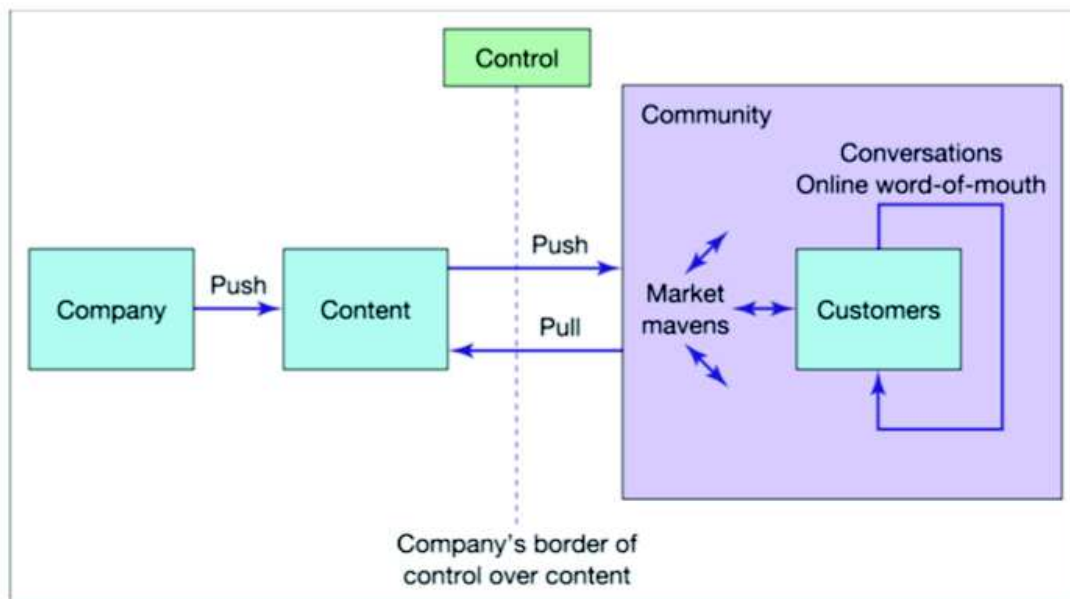 Control
Community
Conversations
Online word-of-mouth
Push
Push
Company
Content
Market
mavens
Customers
Pull
Company's border of
control over content